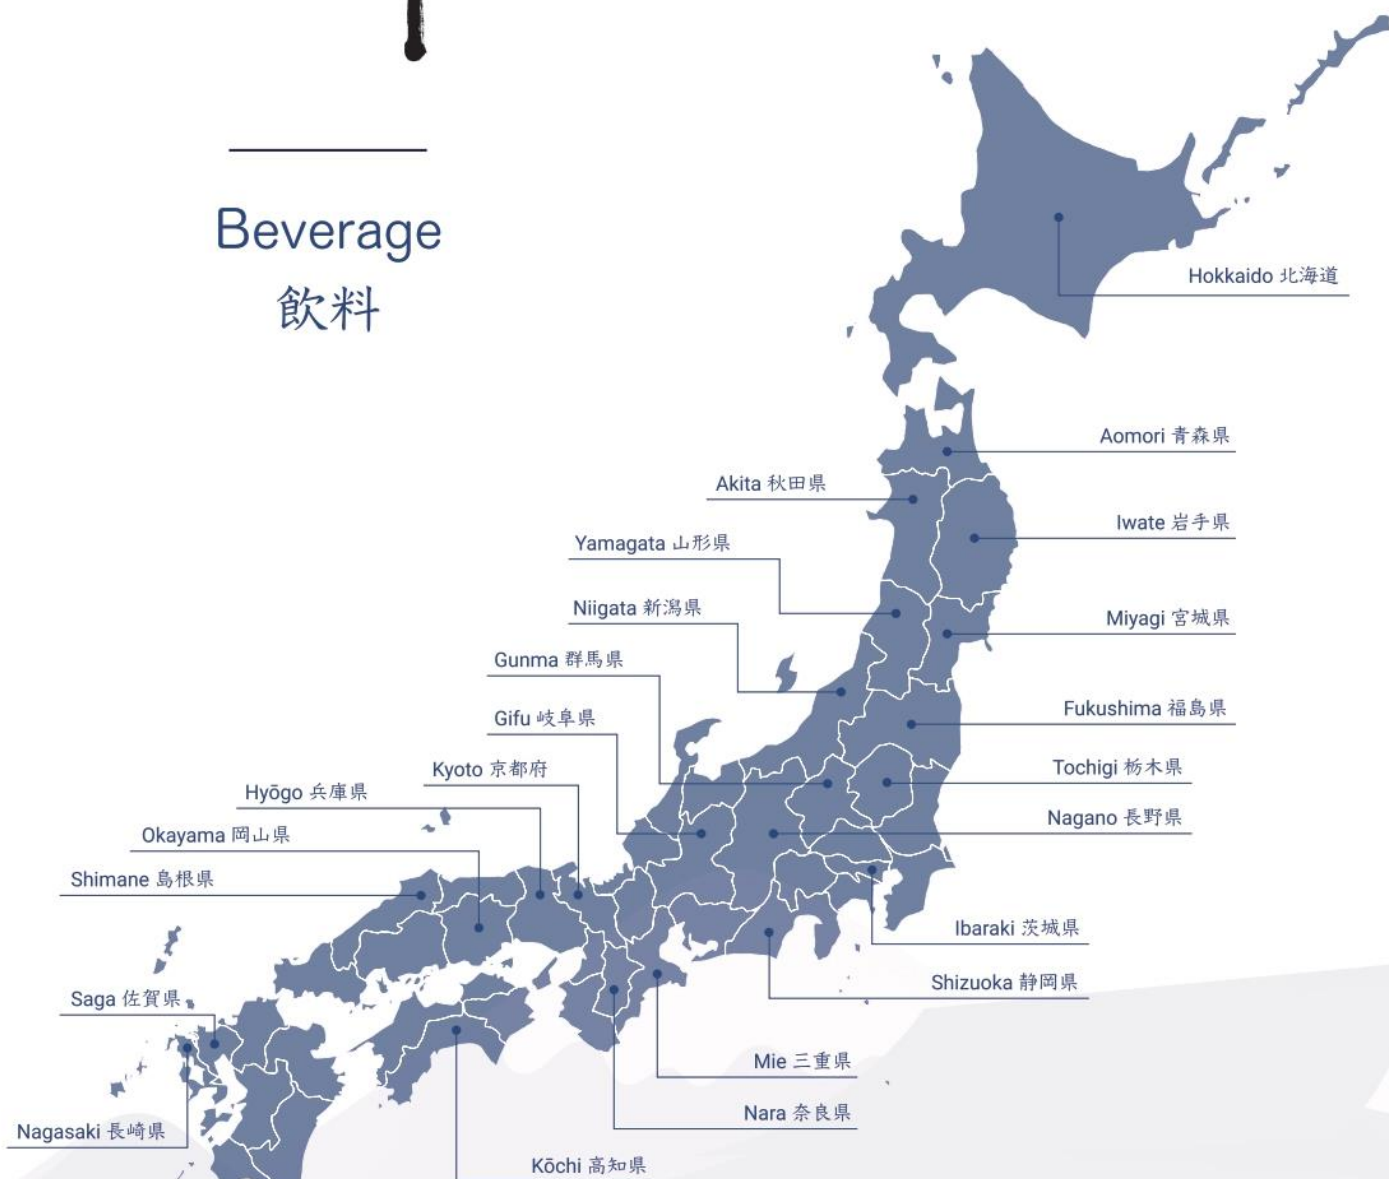 Beverage
飲料
Hokkaido 北海道
Aomori 青森県
Akita 秋田県
Iwate 岩手県
Yamagata 山形県
Niigata 新潟県
Miyagi 宮城県
Gunma 群馬県
Fukushima 福島県
Gifu 岐阜県
Kyoto 京都府
Tochigi 栃木県
Hyōgo 兵庫県
Nagano 長野県
Okayama 岡山県
Shimane 島根県
Ibaraki 茨城県
Shizuoka 静岡県
Saga 佐賀県
Mie 三重県
Nara 奈良県
Nagasaki 長崎県
Kōchi 高知県